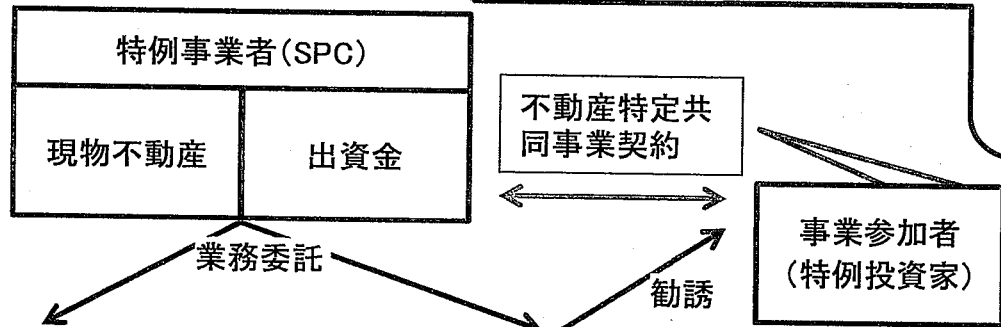 特例事業者(SPC)
現物不動産
出資金
不動産特定共
同事業契約
業務委託
勧誘
事業参加者
(特例投資家)